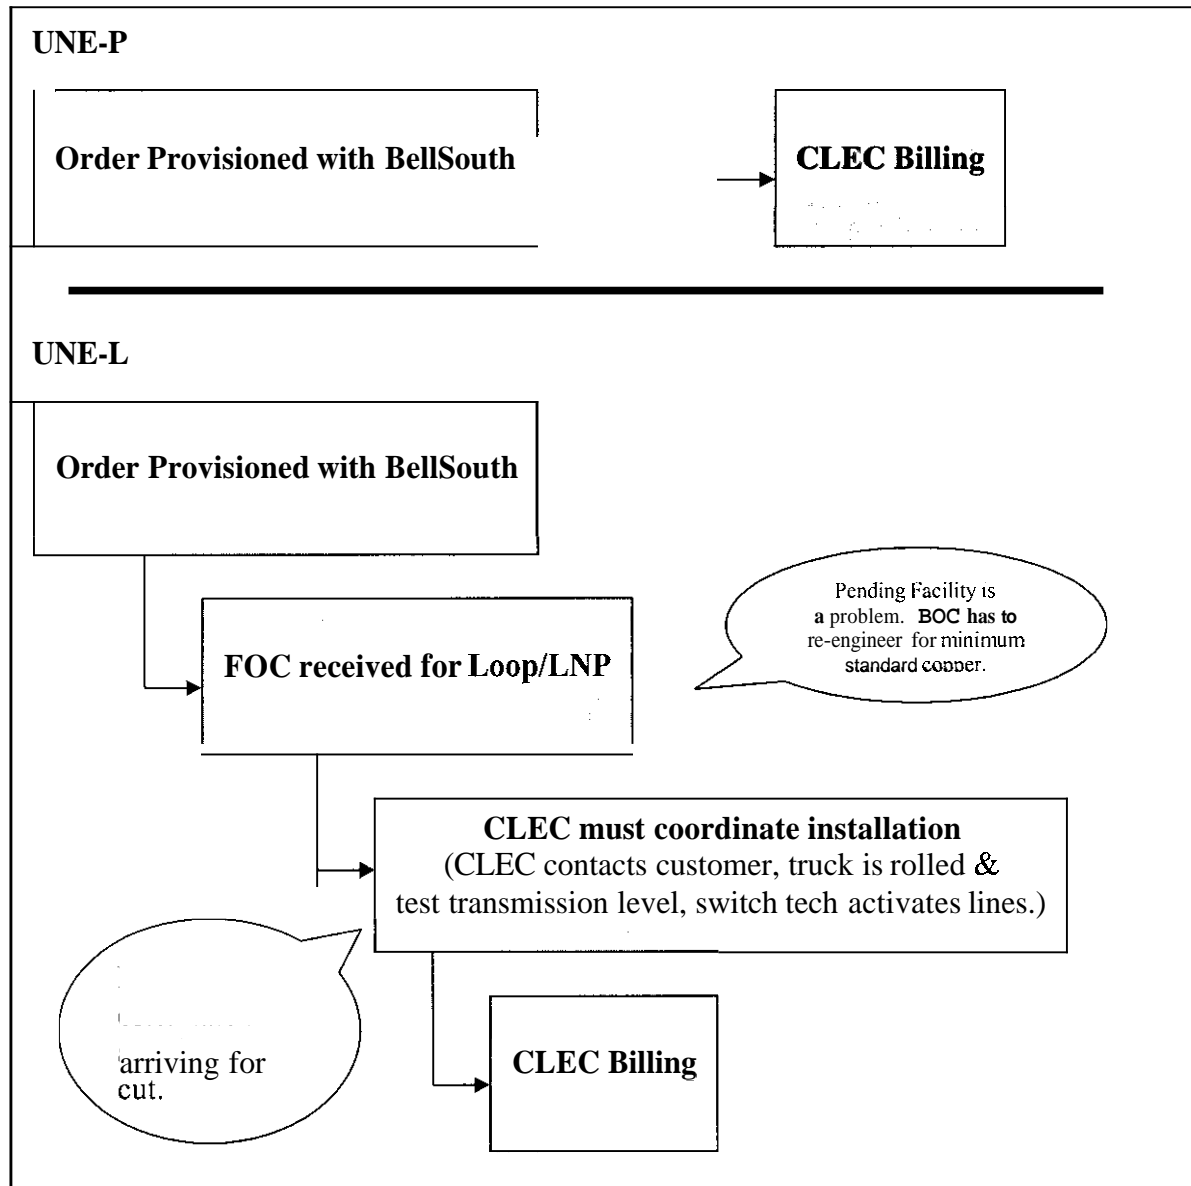 UNE-P
Order Provisioned with BellSouth
CLEC Billing
UNE-L
Order Provisioned with BellSouth
Pending Facility is
a problem. BOC has to
re-engineer for minimum
standard copper.
FOC received for Loop/LNP
CLEC must coordinate installation
(CLEC contacts customer, truck is rolled &
test transmission level, switch tech activates lines.)
arriving for
cut.
CLEC Billing